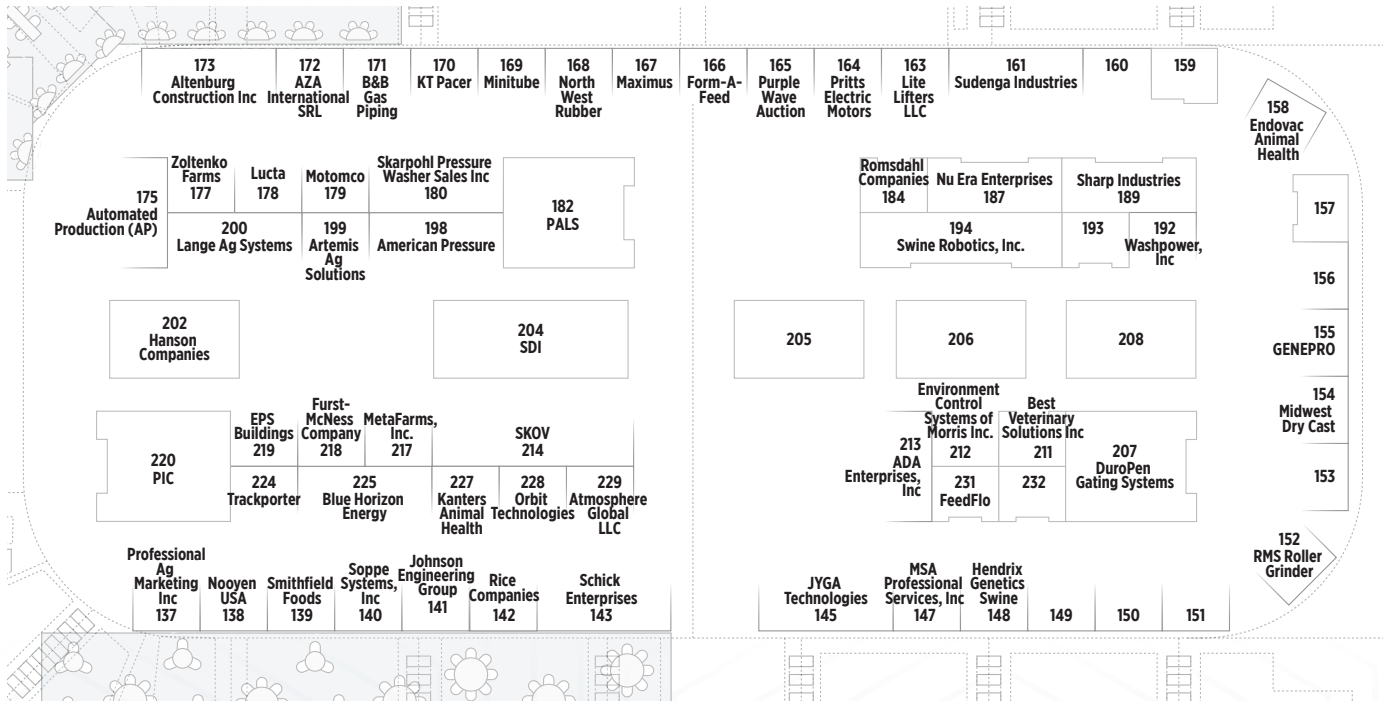 173
Altenburg
Construction Inc
172
AZA
International
SRL
171
B&B
Gas
Piping
170
KT Pacer
169
Minitube
168
North
West
Rubber
167
Maximus
166
Form-A-
Feed
165
Purple
Wave
Auction
164
Pritts
Electric
Motors
163
Lite
Lifters
LLC
161
Sudenga Industries
160
159
158
Endovac
Animal
Health
175
Automated
Production (AP)
Zoltenko
Farms
177
Lucta
178
Motomco
179
Skarpohl Pressure
Washer Sales Inc
180
182
PALS
200
Lange Ag Systems
199
Artemis
Ag
Solutions
198
American Pressure
Romsdahl
Companies
184
Nu Era Enterprises
187
Sharp Industries
189
194
Swine Robotics, Inc.
193
192
Washpower,
Inc
157
156
202
Hanson
Companies
204
SDI
205
206
208
155
GENEPRO
154
Midwest
Dry Cast
153
220
PIC
EPS
Buildings
219
Furst-
McNess
Company
218
MetaFarms,
Inc.
217
SKOV
214
224
Trackporter
225
Blue Horizon
Energy
227
Kanters
Animal
Health
228
Orbit
Technologies
229
Atmosphere
Global
LLC
213
ADA
Enterprises,
Inc
Environment
Control
Systems of
Morris Inc.
212
Best
Veterinary
Solutions Inc
211
207
DuroPen
Gating Systems
231
FeedFlo
232
152
RMS Roller
Grinder
Professional
Ag
Marketing
Inc
137
Nooyen
USA
138
Smithfield
Foods
139
Soppe
Systems,
Inc
140
Johnson
Engineering
Group
141
Rice
Companies
142
Schick
Enterprises
143
JYGA
Technologies
145
MSA
Professional
Services, Inc
147
Hendrix
Genetics
Swine
148
149
150
151